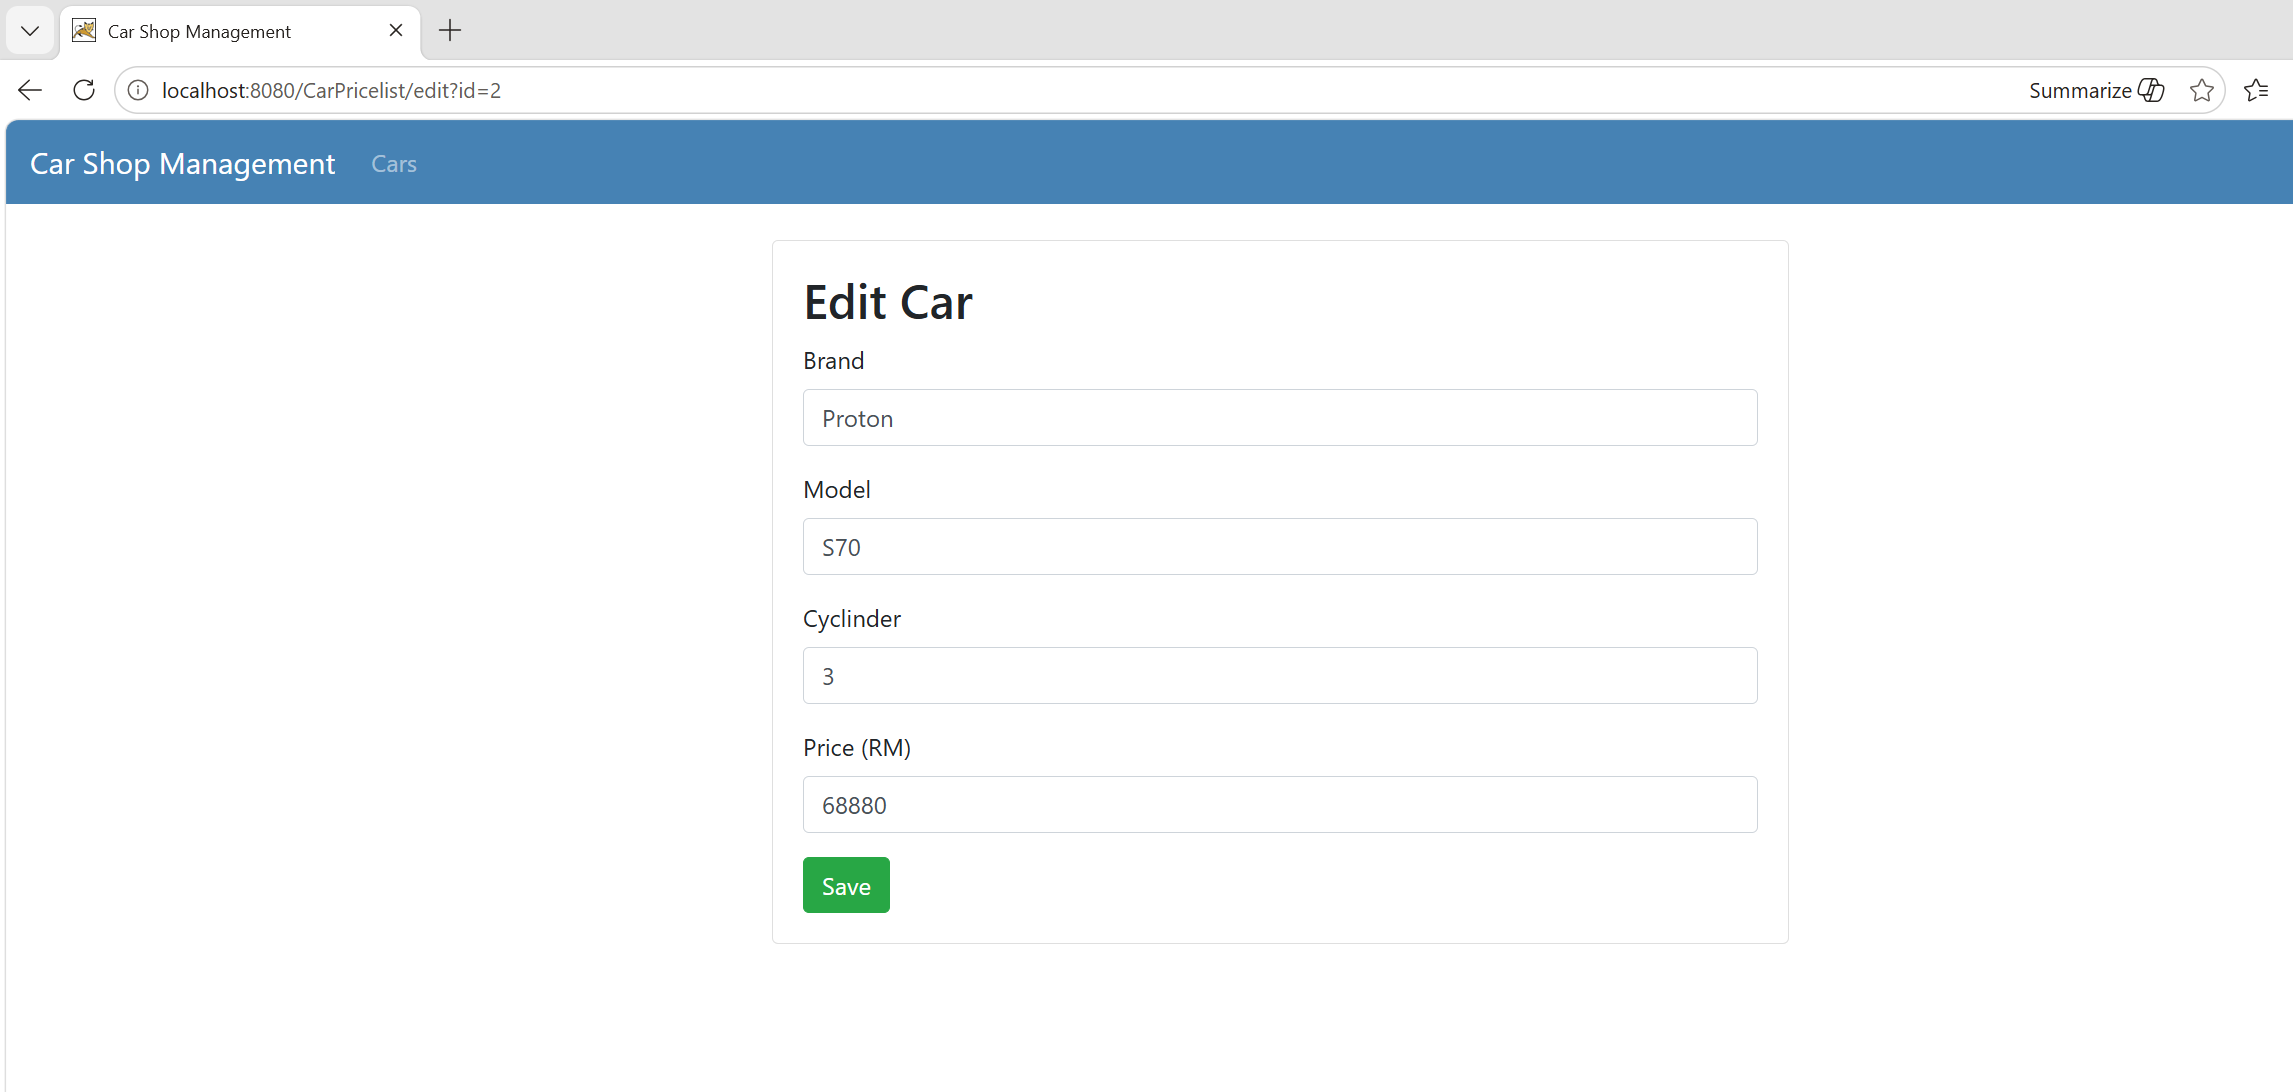 Car Shop Management
localhost:8080/CarPricelist/edit?id=2
Summarize
Car Shop Management Cars
Edit Car
Brand
Proton
Model
S70
Cyclinder
3
Price (RM)
68880
Save